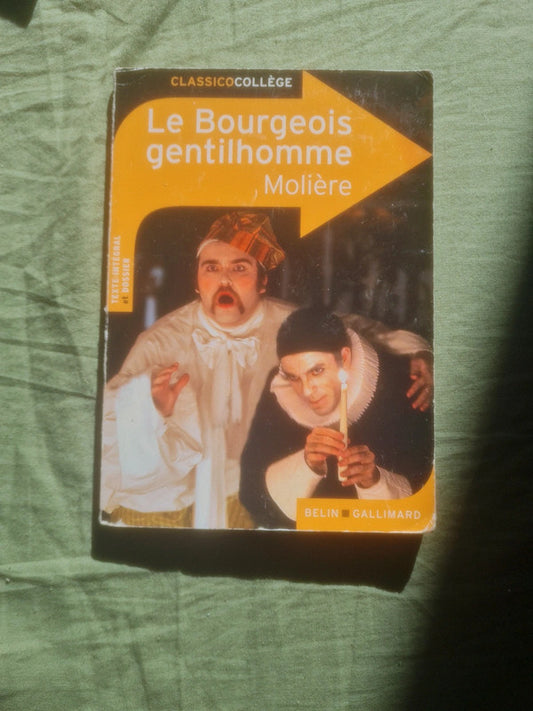 CLASSICOCOLLÈGE
Le Bourgeois
gentilhomme
Molière
TEXTE INTÉGRAL
et DOSSIER
BELIN ■ GALLIMARD